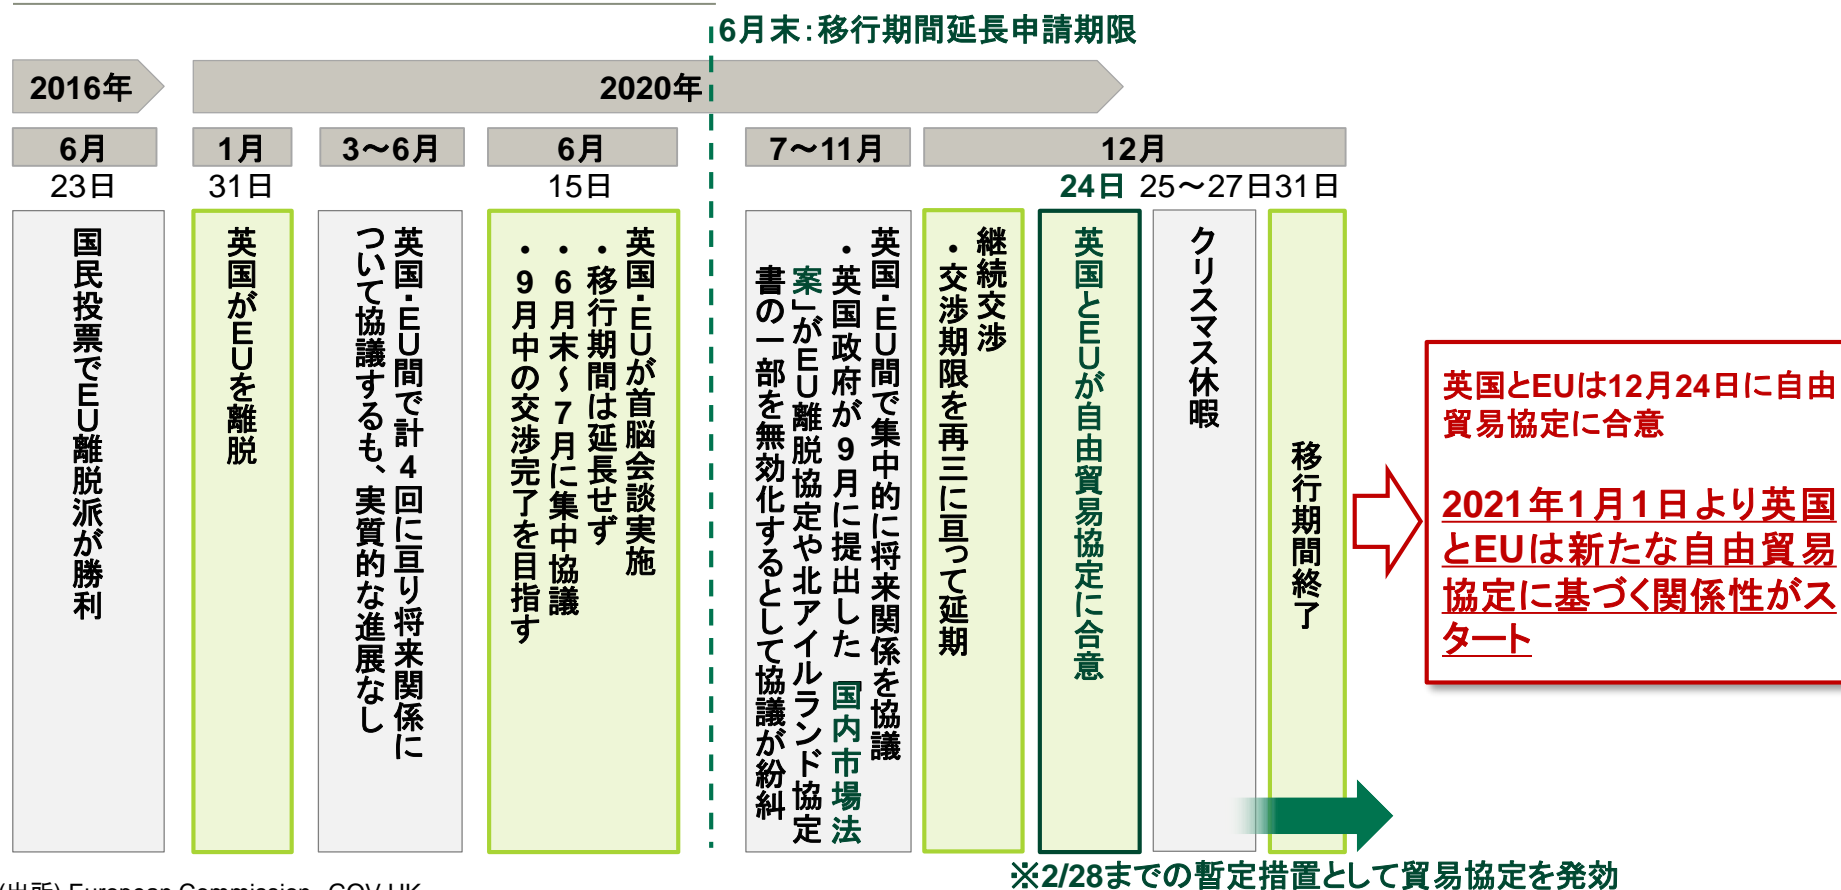 6月末：移行期間延長申請期限
2016年
2020年
6月
1月
3～6月
6月
7～11月
12月
23日
31日
15日
24日
25～27日
31日
国民投票でEU離脱派が勝利
英国がEUを離脱
英国・EU間で計4回に亘り将来関係に
ついて協議するも、実質的な進展なし
英国・EUが首脳会談実施
・移行期間は延長せず
・6月末～7月に集中協議
・9月中の交渉完了を目指す
英国・EU間で集中的に将来関係を協議
・英国政府が9月に提出した「国内市場法
案」がEU離脱協定や北アイルランド協定
書の一部を無効化するとして協議が紛糾
継続交渉
・交渉期限を再三に亘って延期
英国とEUが自由貿易協定に合意
クリスマス休暇
移行期間終了
英国とEUは12月24日に自由
貿易協定に合意
2021年1月1日より英国
とEUは新たな自由貿易
協定に基づく関係性がス
タート
※2/28までの暫定措置として貿易協定を発効
(出所) European Commission、GOV.UK